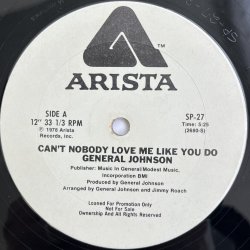 ARISTA
SIDE A
12" 33 1/3 RPM
℗ 1978 Arista
Records, Inc.
SP-27
Time: 5:25
(2690-S)
CAN'T NOBODY LOVE ME LIKE YOU DO
GENERAL JOHNSON
Publisher: Music In General/Modest Music,
Incorporation BMI
Produced by General Johnson
Arranged by General Johnson and Jimmy Roach
Loaned For Promotion Only
Not For Sale
Ownership And All Rights Reserved